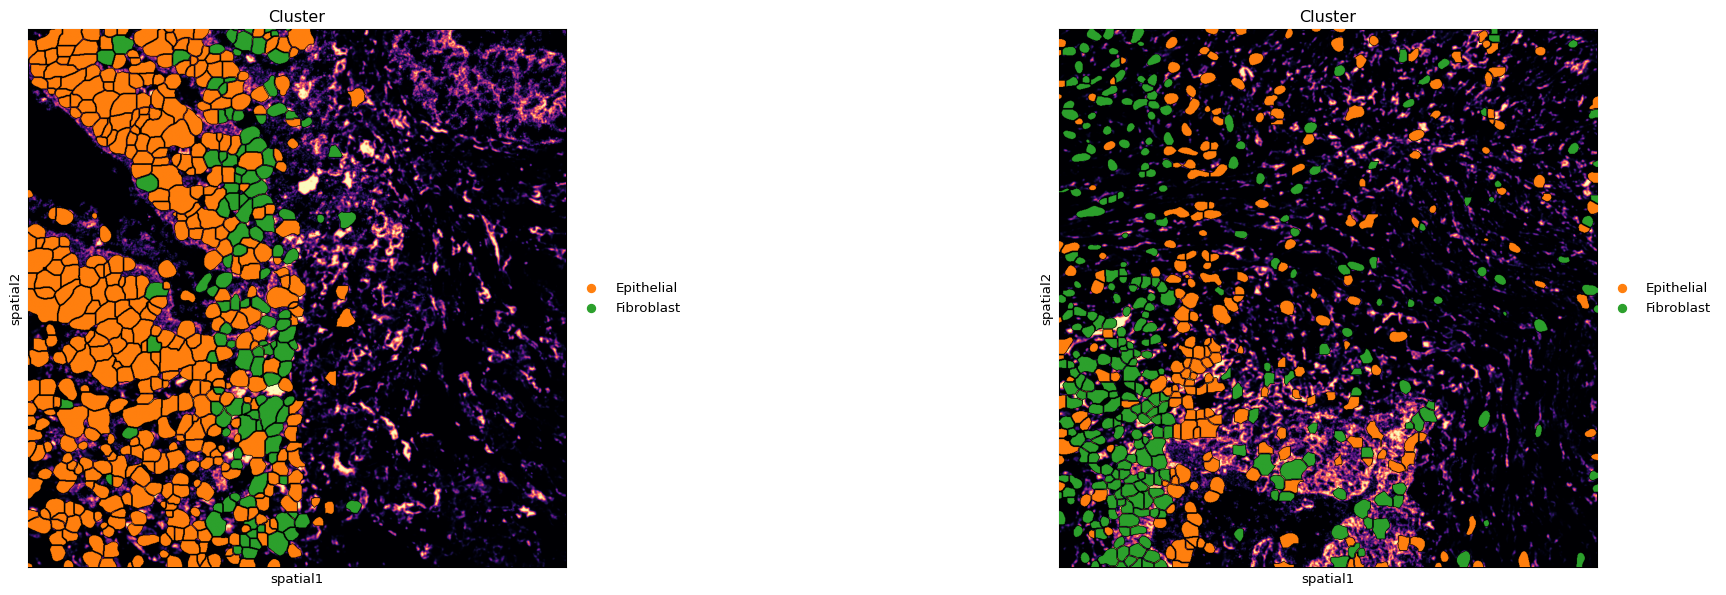 Cluster
spatial2
spatial1
Epithelial
Fibroblast
Cluster
spatial2
spatial1
Epithelial
Fibroblast